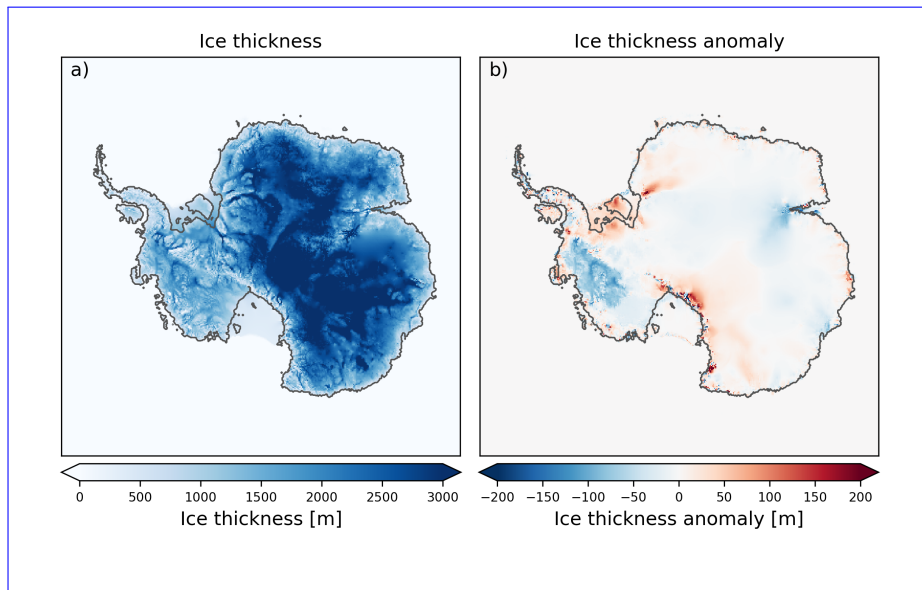 Ice thickness
a)
0 500 1000 1500 2000 2500 3000
Ice thickness [m]
Ice thickness anomaly
b)
−200 −150 −100 −50 0 50 100 150 200
Ice thickness anomaly [m]